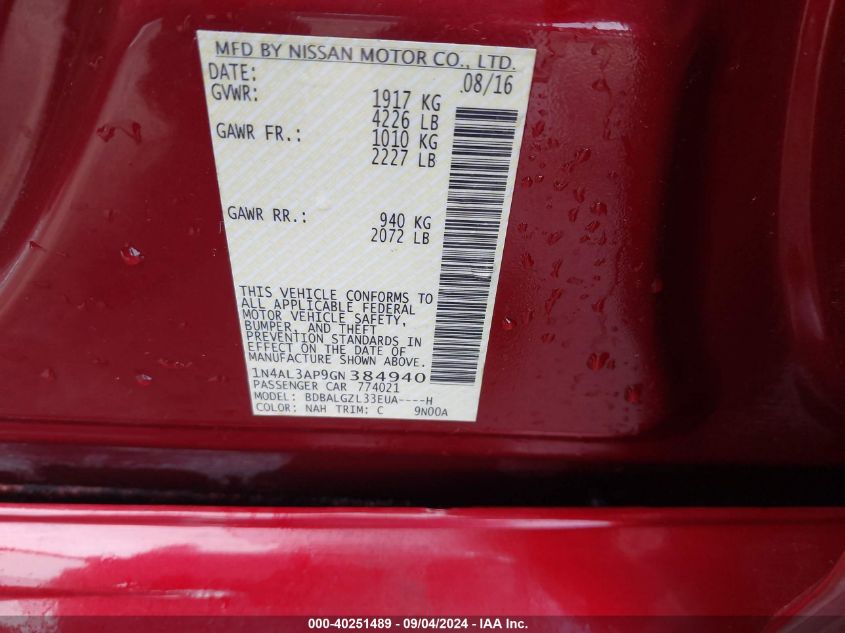 MFD BY NISSAN MOTOR CO., LTD.
DATE: 08/16
GVWR: 1917 KG
4226 LB
GAWR FR.: 1010 KG
2227 LB
GAWR RR.: 940 KG
2072 LB
THIS VEHICLE CONFORMS TO
ALL APPLICABLE FEDERAL
MOTOR VEHICLE SAFETY,
BUMPER, AND THEFT
PREVENTION STANDARDS IN
EFFECT ON THE DATE OF
MANUFACTURE SHOWN ABOVE.
1N4AL3AP9GN 384940
PASSENGER CAR 774021
MODEL: BDBALGZL33EUA----H
COLOR: NAH TRIM: C 9N00A
000-40251489 - 09/04/2024 - IAA Inc.